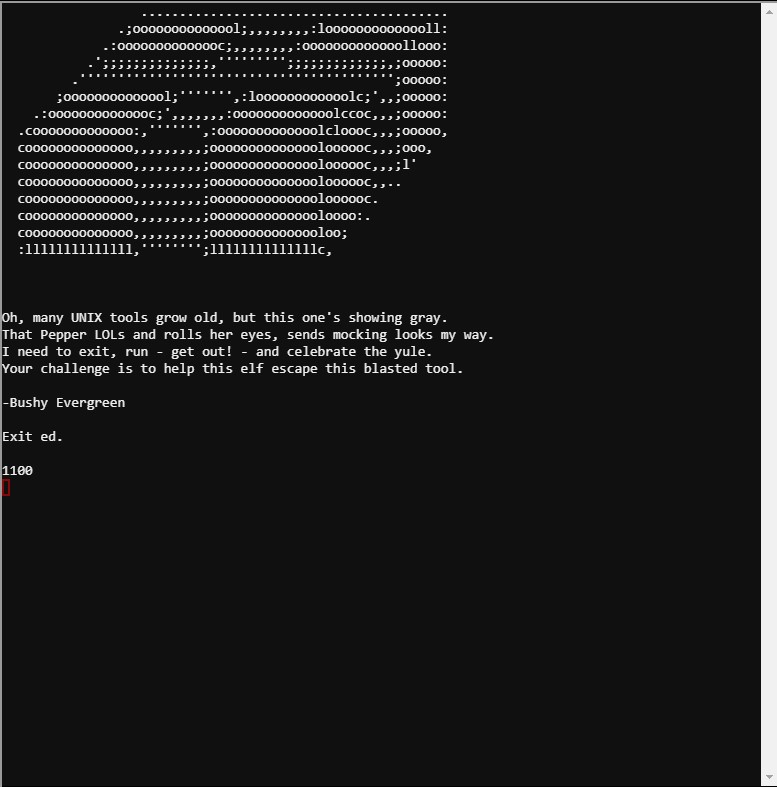 Oh, many UNIX tools grow old, but this one's showing gray.
That Pepper LOLs and rolls her eyes, sends mocking looks my way.
I need to exit, run - get out! - and celebrate the yule.
Your challenge is to help this elf escape this blasted tool.
-Bushy Evergreen
Exit ed.
1100